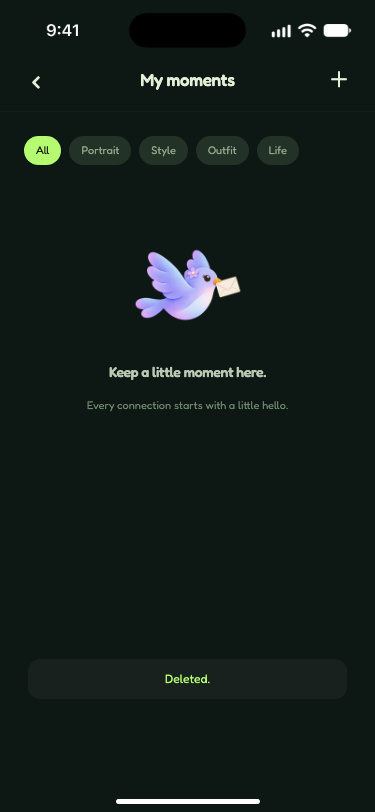 9:41
My moments
All
Portrait
Style
Outfit
Life
Keep a little moment here.
Every connection starts with a little hello.
Deleted.